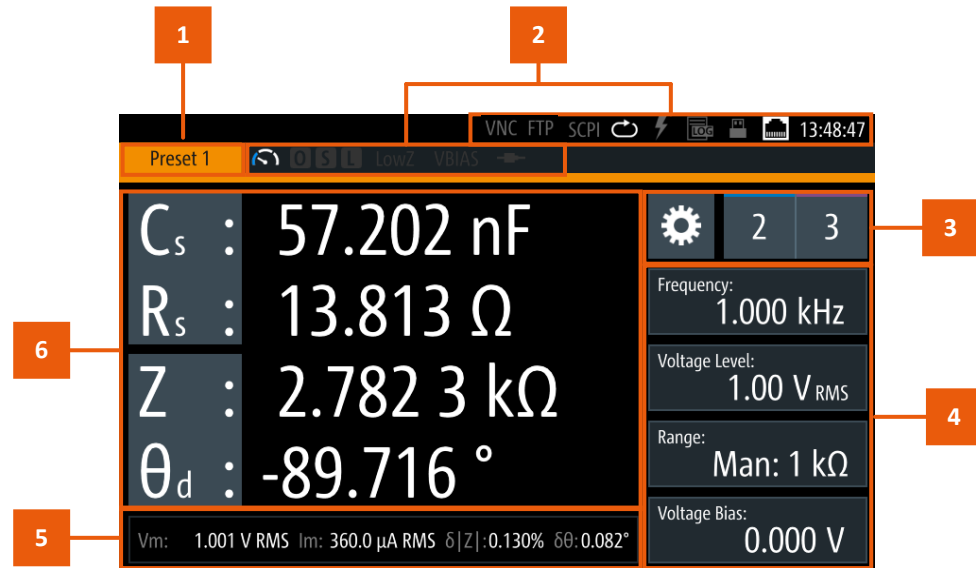 1
2
VNC FTP SCPI LOG 13:48:47
Preset 1 O S L LowZ VBIAS
Cs : 57.202 nF
Rs : 13.813 Ω
Z : 2.782 3 kΩ
θd : -89.716 °
2 3
3
Frequency:
1.000 kHz
Voltage Level:
1.00 V RMS
Range:
Man: 1 kΩ
Voltage Bias:
0.000 V
4
6
5
Vm: 1.001 V RMS Im: 360.0 µA RMS δ|Z|:0.130% δθ:0.082°